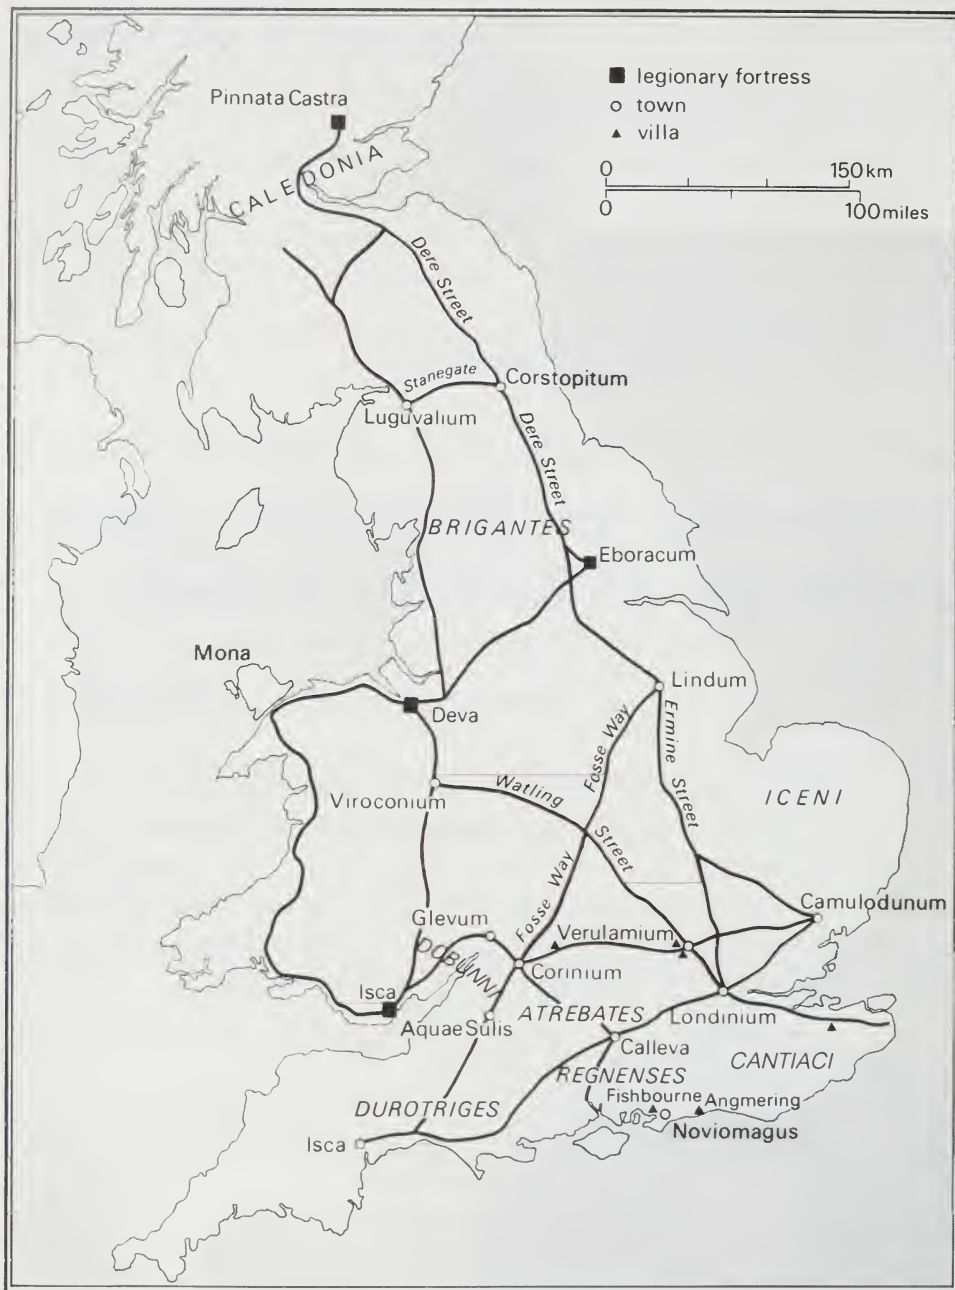 legionary fortress
town
villa
0 150 km
0 100 miles
Pinnata Castra
CALEDONIA
Dere Street
Stanegate
Corstopitum
Luguvalium
Dere Street
BRIGANTES
Eboracum
Mona
Lindum
Deva
Fosse Way
Ermine Street
Viroconium
Watling Street
ICENI
Fosse Way
Glevum
Verulamium
Camulodunum
DOBUNNI
Corinium
Isca
Aquae Sulis
ATREBATES
Londinium
Calleva
CANTIACI
REGNENSES
DUROTRIGES
Fishbourne
Angmering
Noviomagus
Isca